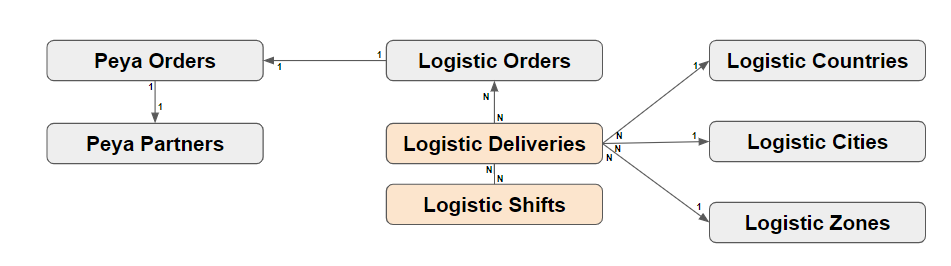 Peya Orders
1
1
Logistic Orders
Logistic Countries
1
1
1
N
N
Peya Partners
Logistic Deliveries
N
N
N
1
Logistic Cities
N
N
Logistic Shifts
1
Logistic Zones